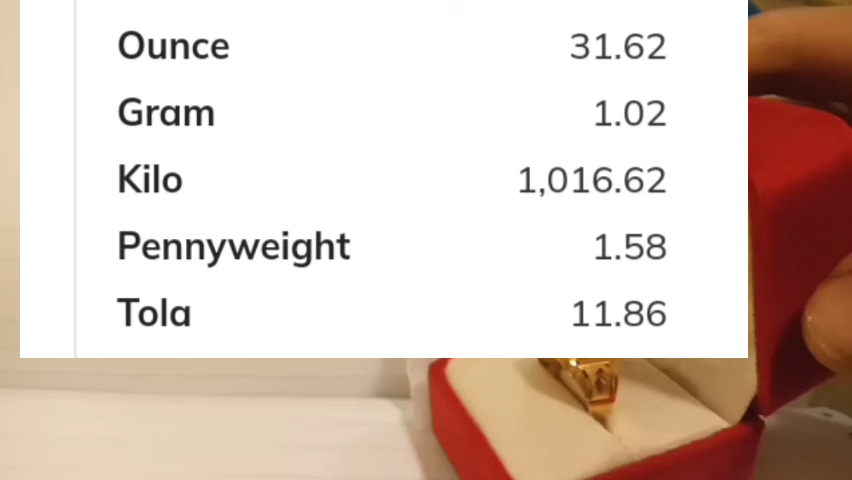 Ounce 31.62
Gram 1.02
Kilo 1,016.62
Pennyweight 1.58
Tola 11.86